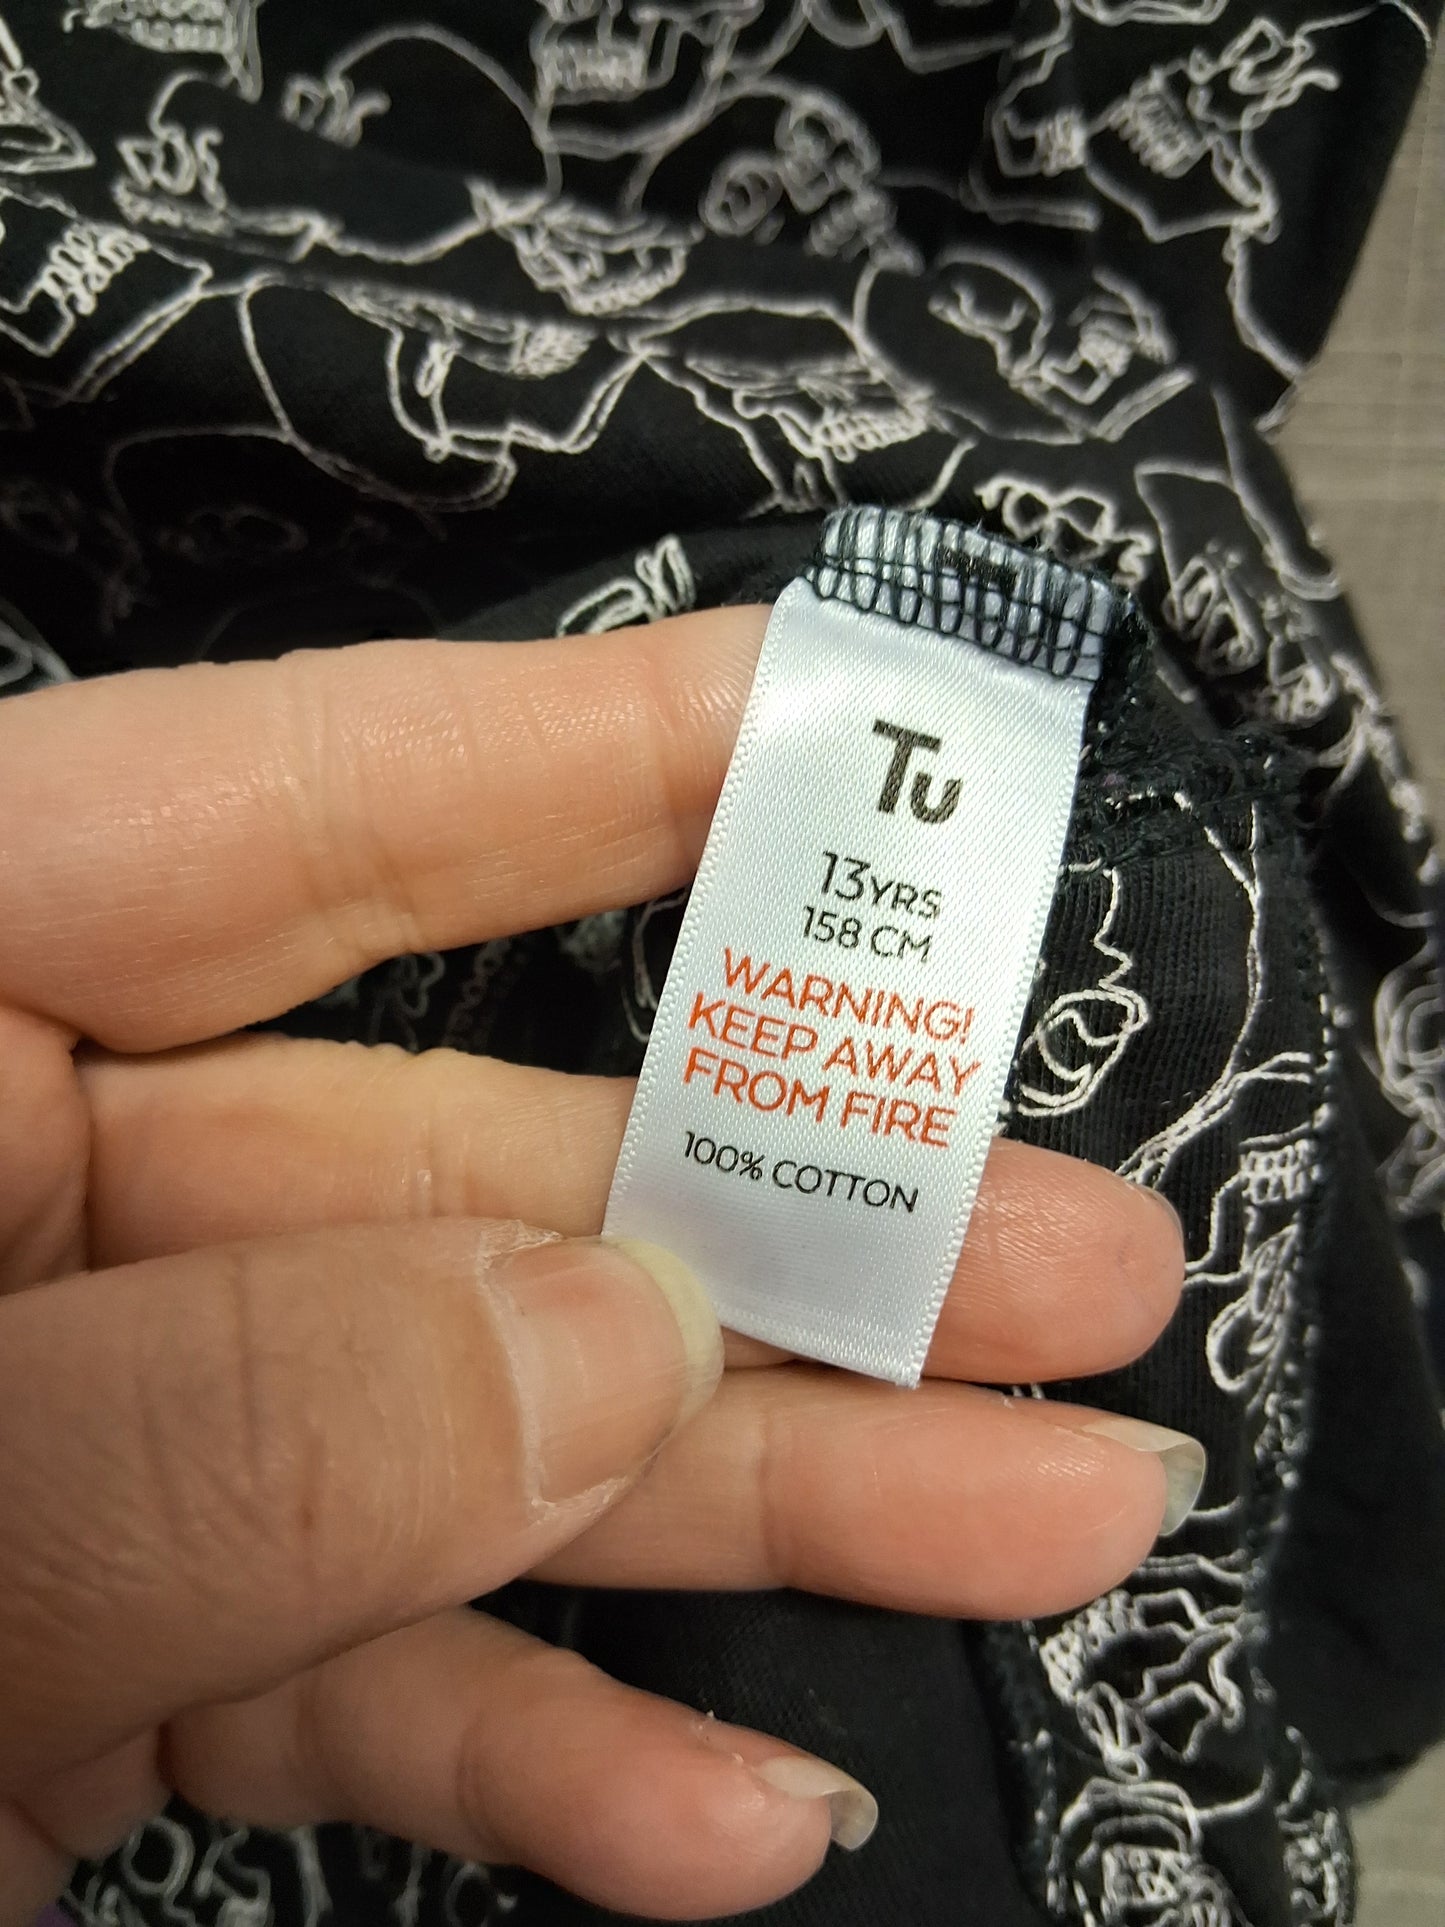 Tu
13YRS
158 CM
WARNING!
KEEP AWAY
FROM FIRE
100% COTTON